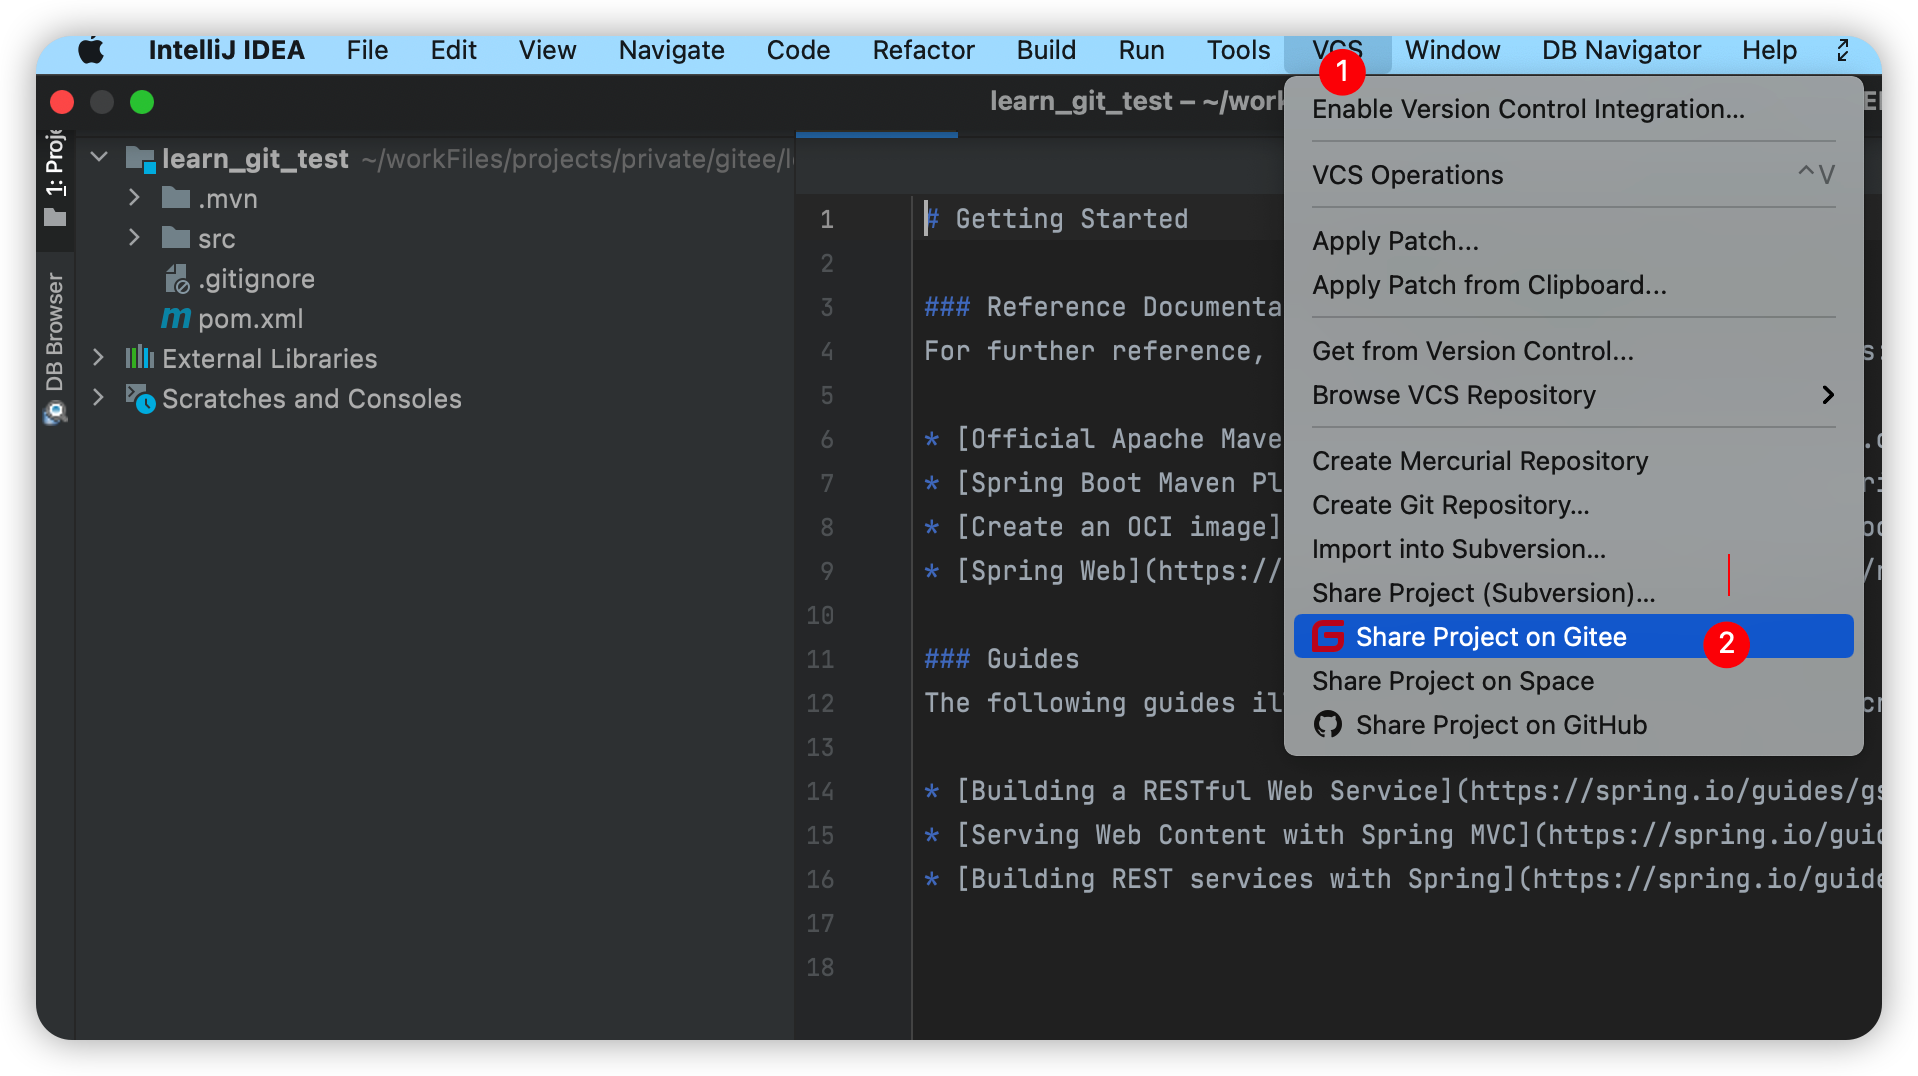 IntelliJ IDEA File Edit View Navigate Code Refactor Build Run Tools VCS Window DB Navigator Help
1
learn_git_test – ~/work
1: Proje
DB Browser
learn_git_test ~/workFiles/projects/private/gitee/l
.mvn
src
.gitignore
m pom.xml
External Libraries
Scratches and Consoles
1 # Getting Started
2
3 ### Reference Documenta
4 For further reference,
5
6 * [Official Apache Mave
7 * [Spring Boot Maven Pl
8 * [Create an OCI image]
9 * [Spring Web](https://
10
11 ### Guides
12 The following guides il
13
14 * [Building a RESTful Web Service](https://spring.io/guides/gs
15 * [Serving Web Content with Spring MVC](https://spring.io/guid
16 * [Building REST services with Spring](https://spring.io/guide
17
18
Enable Version Control Integration...
VCS Operations ^V
Apply Patch...
Apply Patch from Clipboard...
Get from Version Control...
Browse VCS Repository
Create Mercurial Repository
Create Git Repository...
Import into Subversion...
Share Project (Subversion)...
Share Project on Gitee 2
Share Project on Space
Share Project on GitHub